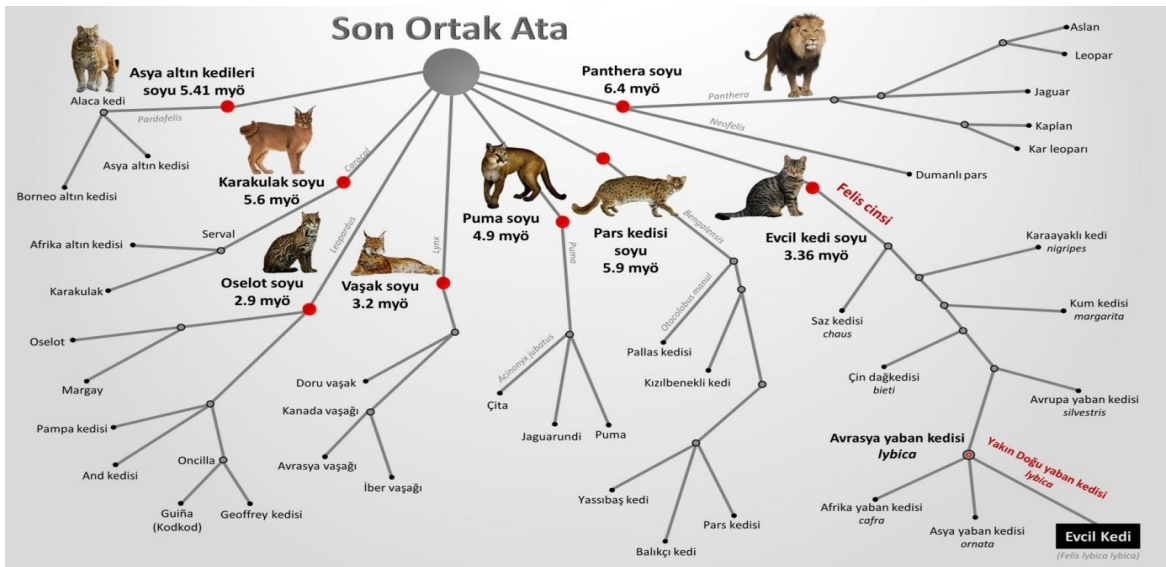 Son Ortak Ata
Asya altın kedileri
soyu 5.41 myö
Alaca kedi
Pardofelis
Asya altın kedisi
Borneo altın kedisi
Karakulak soyu
5.6 myö
Caracal
Serval
Afrika altın kedisi
Karakulak
Oselot soyu
2.9 myö
Leopardus
Oselot
Margay
Pampa kedisi
And kedisi
Oncilla
Guiña
(Kodkod)
Geoffrey kedisi
Vaşak soyu
3.2 myö
Lynx
Doru vaşak
Kanada vaşağı
Avrasya vaşağı
İber vaşağı
Puma soyu
4.9 myö
Puma
Acinonyx jubatus
Çita
Jaguarundi
Puma
Pars kedisi
soyu
5.9 myö
Bengalensis
Otocolobus manul
Pallas kedisi
Kızılbenekli kedi
Yassıbaş kedi
Balıkçı kedi
Pars kedisi
Panthera soyu
6.4 myö
Panthera
Aslan
Leopar
Jaguar
Kaplan
Kar leoparı
Neofelis
Dumanlı pars
Evcil kedi soyu
3.36 myö
Felis cinsi
Saz kedisi
chaus
Karaayaklı kedi
nigripes
Kum kedisi
margarita
Çin dağkedisi
bieti
Avrupa yaban kedisi
silvestris
Avrasya yaban kedisi
lybica
Yakın Doğu yaban kedisi
lybica
Afrika yaban kedisi
cafra
Asya yaban kedisi
ornata
Evcil Kedi
(Felis lybica lybica)